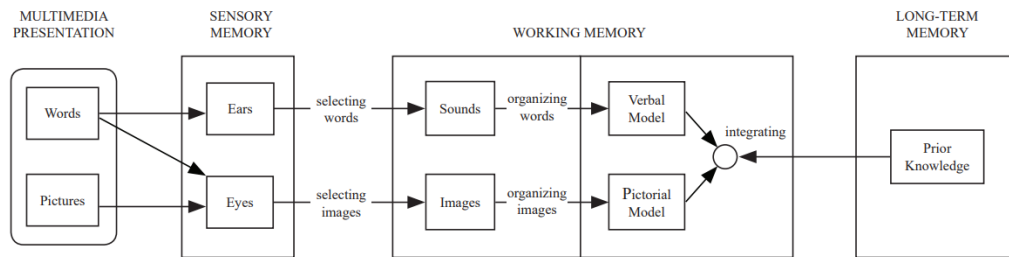 MULTIMEDIA
PRESENTATION
SENSORY
MEMORY
WORKING MEMORY
LONG-TERM
MEMORY
Words
Ears
selecting
words
Sounds
organizing
words
Verbal
Model
integrating
Prior
Knowledge
Pictures
Eyes
selecting
images
Images
organizing
images
Pictorial
Model